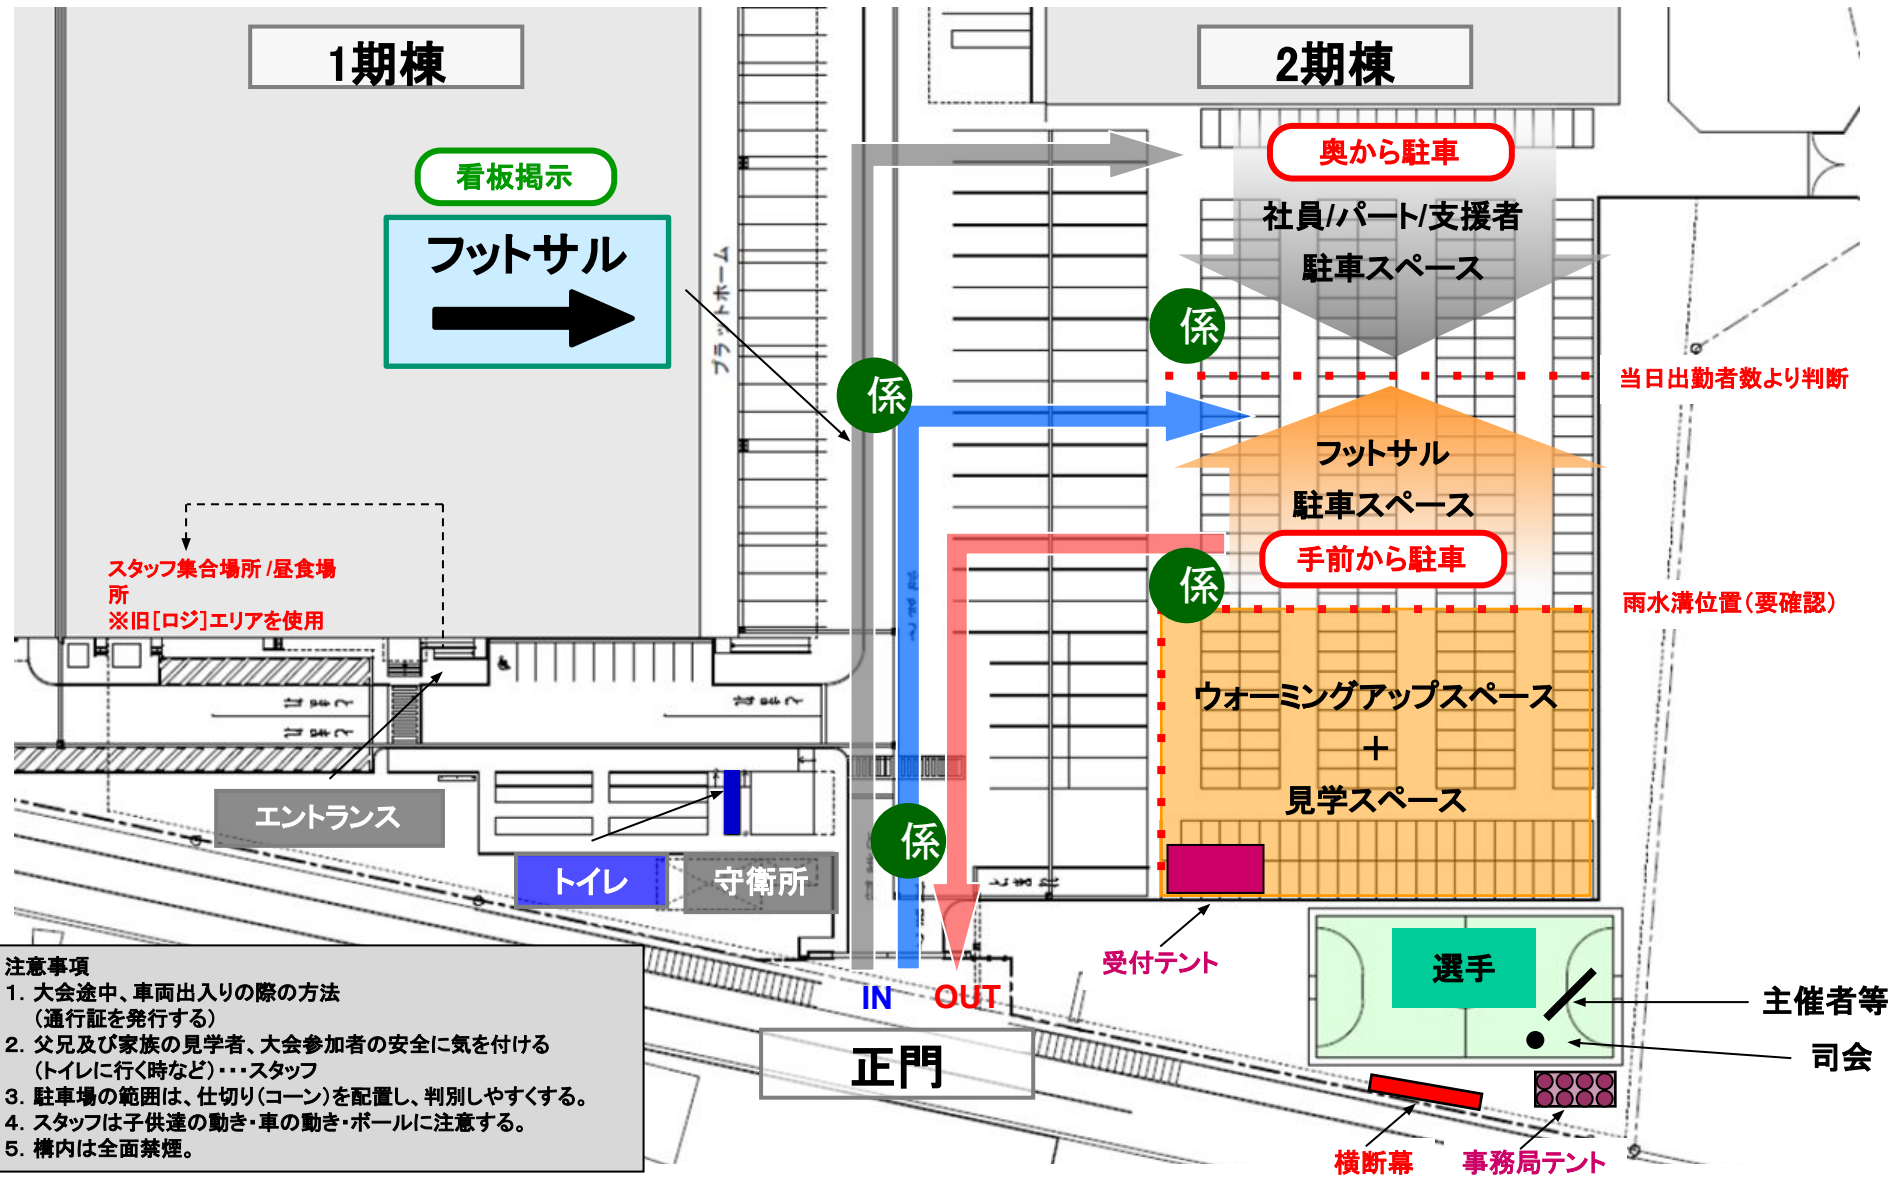 1期棟
2期棟
看板掲示
フットサル
プラットホーム
奥から駐車
社員/パート/支援者
駐車スペース
係
係
当日出勤者数より判断
フットサル
駐車スペース
手前から駐車
係
スタッフ集合場所/昼食場
所
※旧[ロジ]エリアを使用
雨水溝位置(要確認)
ウォーミングアップスペース
+
見学スペース
エントランス
係
トイレ
守衛所
受付テント
選手
IN
OUT
主催者等
司会
正門
横断幕
事務局テント
注意事項
1. 大会途中、車両出入りの際の方法
(通行証を発行する)
2. 父兄及び家族の見学者、大会参加者の安全に気を付ける
(トイレに行く時など)・・・スタッフ
3. 駐車場の範囲は、仕切り(コーン)を配置し、判別しやすくする。
4. スタッフは子供達の動き・車の動き・ボールに注意する。
5. 構内は全面禁煙。